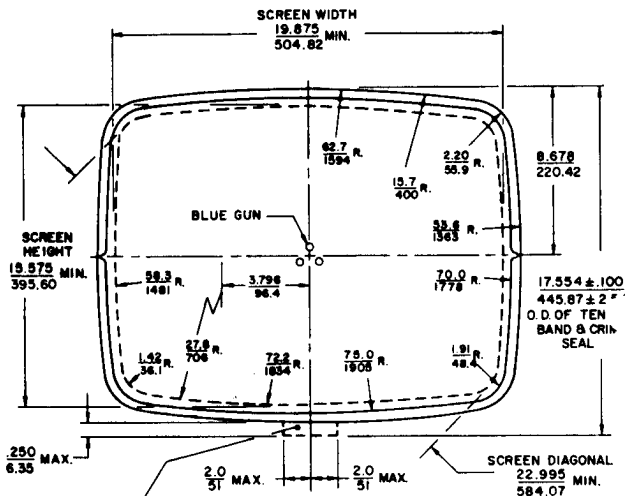 SCREEN WIDTH
19.875 MIN.
504.82
62.7 R.
1594
15.7 R.
400
2.20 R.
55.9
8.678
220.42
BLUE GUN
53.6 R.
1363
SCREEN
HEIGHT
15.575 MIN.
395.60
58.3 R.
1481
3.796
96.4
70.0 R.
1778
17.554 ± .100
445.87 ± 2
O.D. OF TEN
BAND & CRIM
SEAL
1.42 R.
36.1
27.8 R.
706
72.2 R.
1834
75.0 R.
1905
1.91 R.
48.4
.250 MAX.
6.35
2.0 MAX.
51
2.0 MAX.
51
SCREEN DIAGONAL
22.995 MIN.
584.07